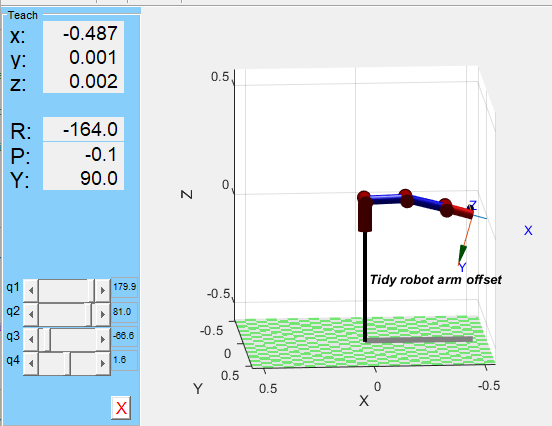 Teach
x: -0.487
y: 0.001
z: 0.002
R: -164.0
P: -0.1
Y: 90.0
q1 179.9
q2 81.0
q3 -66.6
q4 1.6
X
0.5
0
-0.5
Z
-0.5
0
0.5
Y
0.5
0
-0.5
X
Z
X
Y
Tidy robot arm offset